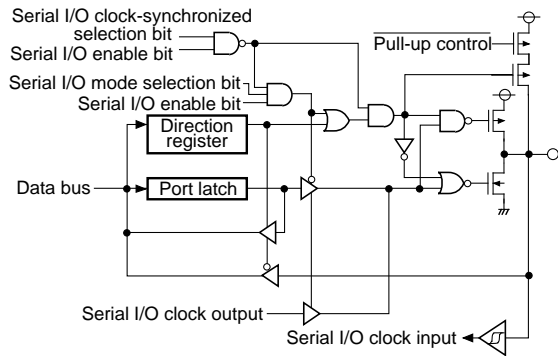 Serial I/O clock-synchronized
selection bit
Serial I/O enable bit
Pull-up control
Serial I/O mode selection bit
Serial I/O enable bit
Direction
register
Data bus
Port latch
Serial I/O clock output
Serial I/O clock input